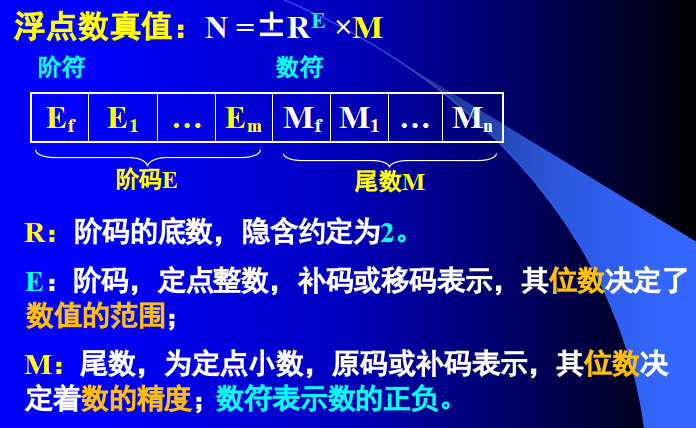 浮点数真值：N =±R^E ×M
阶符 数符
E_f E_1 … E_m M_f M_1 … M_n
阶码E 尾数M
R：阶码的底数，隐含约定为2。
E：阶码，定点整数，补码或移码表示，其位数决定了
数值的范围；
M：尾数，为定点小数，原码或补码表示，其位数决
定着数的精度；数符表示数的正负。